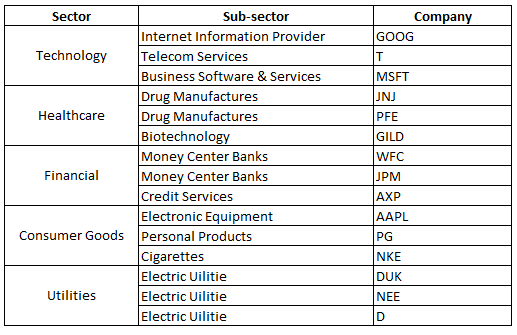 Sector Sub-sector Company
Technology
Internet Information Provider GOOG
Telecom Services T
Business Software & Services MSFT
Healthcare
Drug Manufactures JNJ
Drug Manufactures PFE
Biotechnology GILD
Financial
Money Center Banks WFC
Money Center Banks JPM
Credit Services AXP
Consumer Goods
Electronic Equipment AAPL
Personal Products PG
Cigarettes NKE
Utilities
Electric Uilitie DUK
Electric Uilitie NEE
Electric Uilitie D